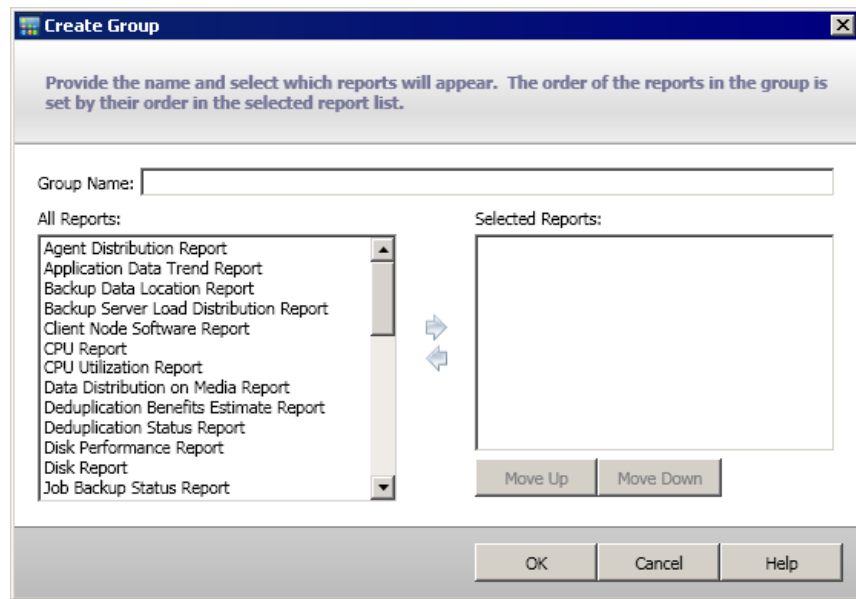 Create Group
Provide the name and select which reports will appear. The order of the reports in the group is
set by their order in the selected report list.
Group Name:
All Reports:
Agent Distribution Report
Application Data Trend Report
Backup Data Location Report
Backup Server Load Distribution Report
Client Node Software Report
CPU Report
CPU Utilization Report
Data Distribution on Media Report
Deduplication Benefits Estimate Report
Deduplication Status Report
Disk Performance Report
Disk Report
Job Backup Status Report
Selected Reports:
Move Up
Move Down
OK
Cancel
Help